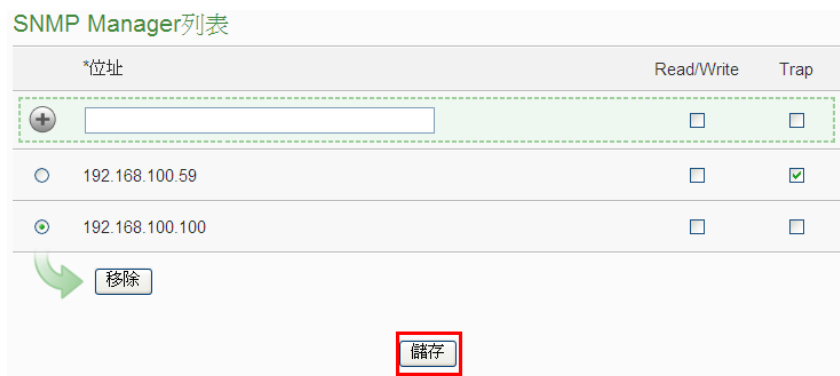 SNMP Manager列表
*位址 Read/Write Trap
192.168.100.59
192.168.100.100
移除
儲存